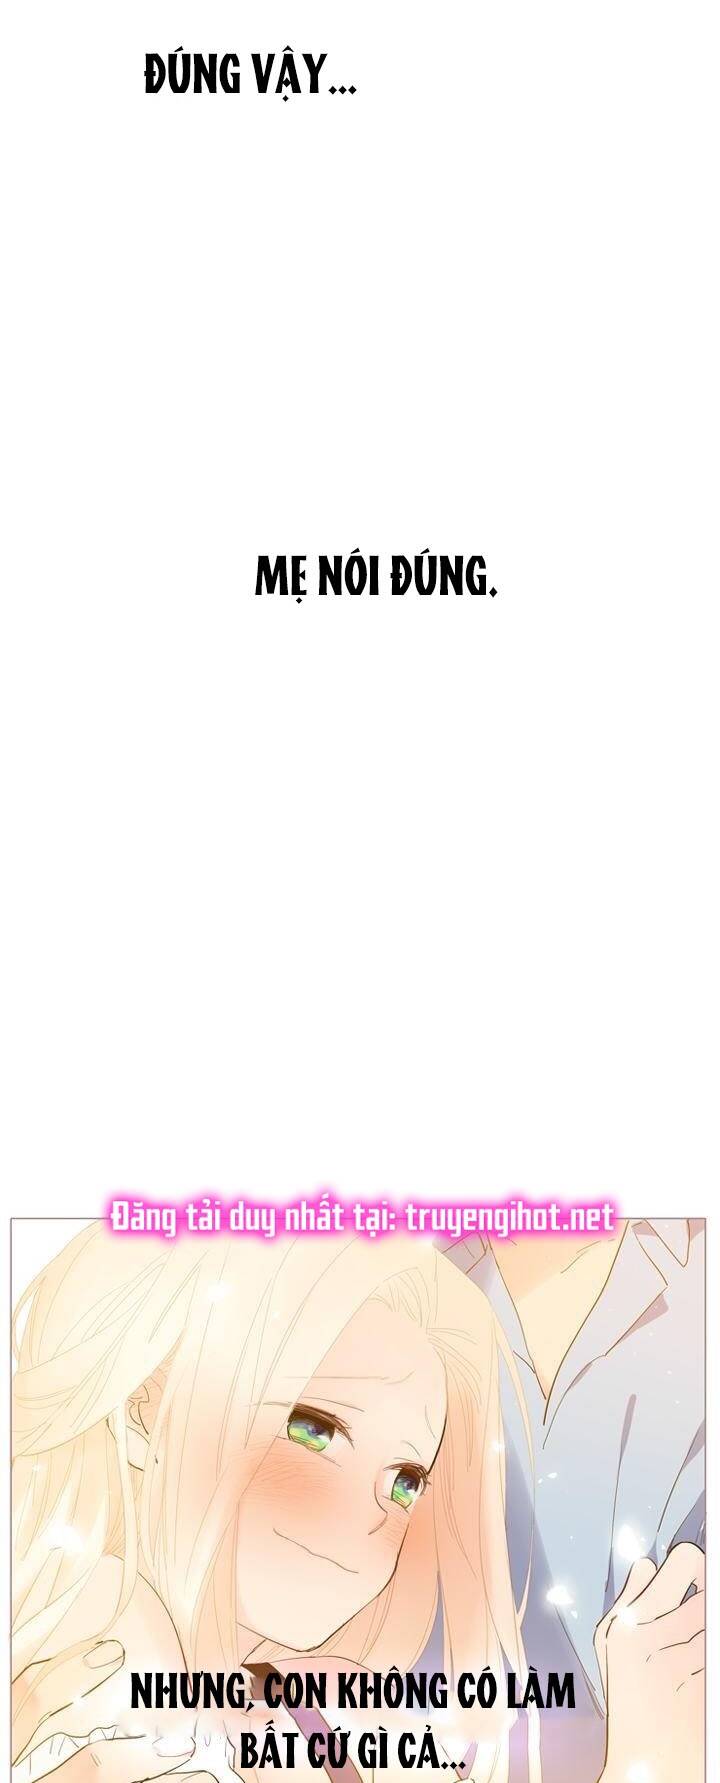 ĐÚNG VẬY...
MẸ NÓI ĐÚNG.
Đăng tải duy nhất tại: truyengihot.net
NHƯNG, CON KHÔNG CÓ LÀM
BẤT CỨ GÌ CẢ...